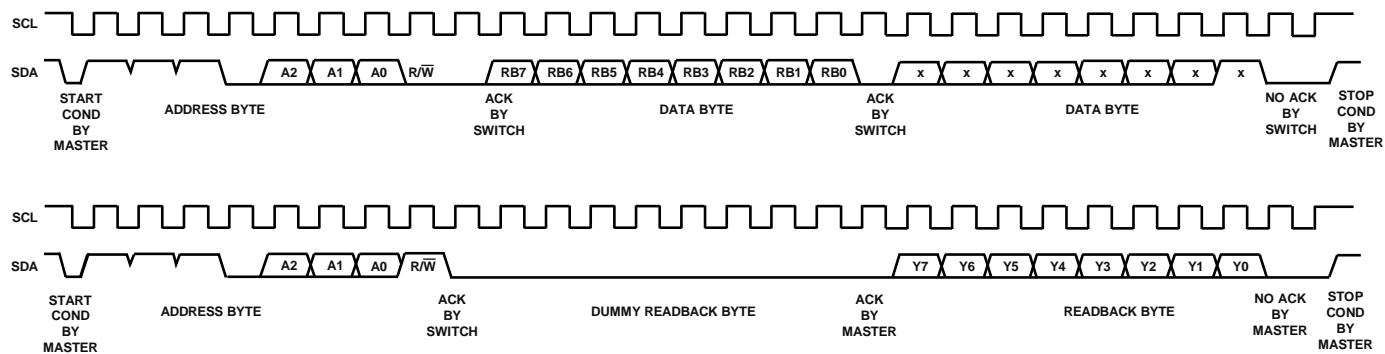 SCL
SDA
A2 A1 A0 R/W̅ RB7 RB6 RB5 RB4 RB3 RB2 RB1 RB0 x x x x x x x x
START
COND
BY
MASTER
ADDRESS BYTE
ACK
BY
SWITCH
DATA BYTE
ACK
BY
SWITCH
DATA BYTE
NO ACK
BY
SWITCH
STOP
COND
BY
MASTER
SCL
SDA
A2 A1 A0 R/W̅ Y7 Y6 Y5 Y4 Y3 Y2 Y1 Y0
START
COND
BY
MASTER
ADDRESS BYTE
ACK
BY
SWITCH
DUMMY READBACK BYTE
ACK
BY
MASTER
READBACK BYTE
NO ACK
BY
MASTER
STOP
COND
BY
MASTER